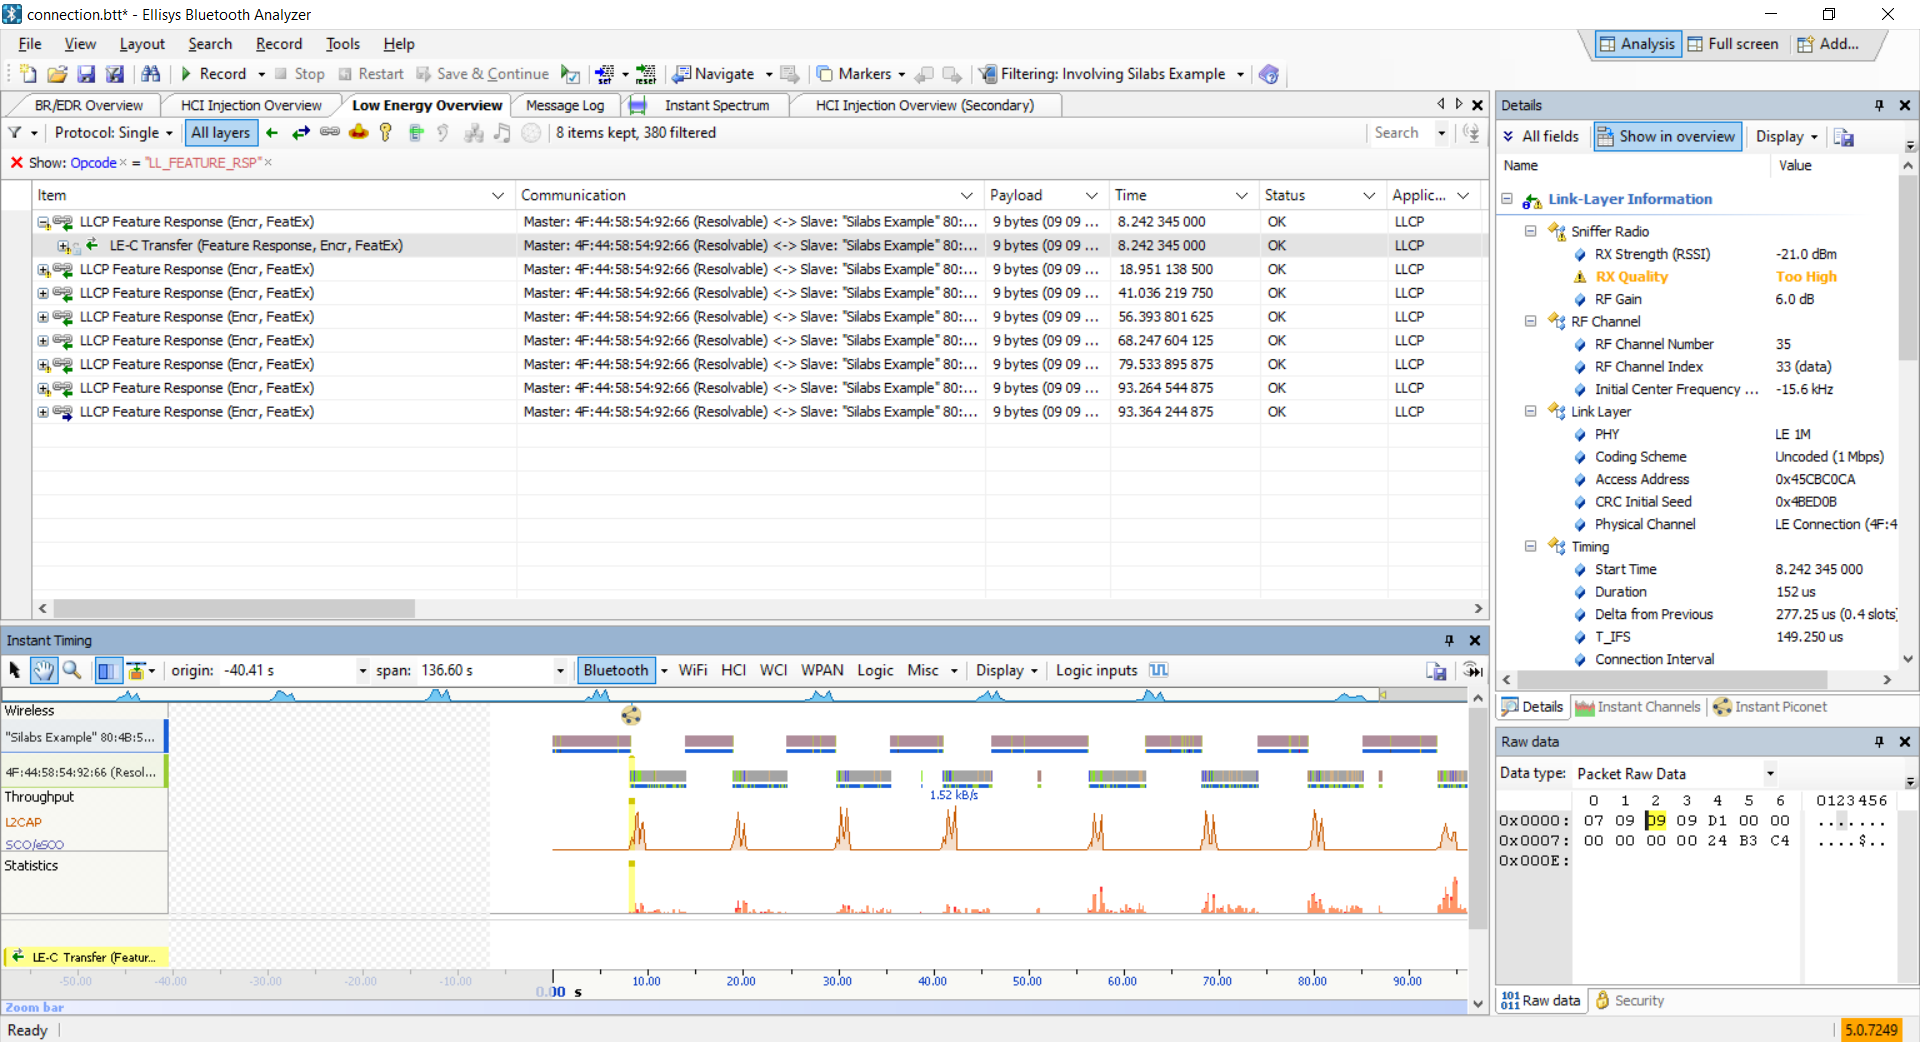 connection.btt* - Ellisys Bluetooth Analyzer
File View Layout Search Record Tools Help
Analysis Full screen Add...
Record Stop Restart Save & Continue set reset Navigate Markers Filtering: Involving Silabs Example
BR/EDR Overview HCI Injection Overview Low Energy Overview Message Log Instant Spectrum HCI Injection Overview (Secondary)
Protocol: Single All layers 8 items kept, 380 filtered Search
Show: Opcode = "LL_FEATURE_RSP"
Item Communication Payload Time Status Applic...
LLCP Feature Response (Encr, FeatEx) Master: 4F:44:58:54:92:66 (Resolvable) <-> Slave: "Silabs Example" 80:... 9 bytes (09 09 ... 8.242 345 000 OK LLCP
LE-C Transfer (Feature Response, Encr, FeatEx) Master: 4F:44:58:54:92:66 (Resolvable) <-> Slave: "Silabs Example" 80:... 9 bytes (09 09 ... 8.242 345 000 OK LLCP
LLCP Feature Response (Encr, FeatEx) Master: 4F:44:58:54:92:66 (Resolvable) <-> Slave: "Silabs Example" 80:... 9 bytes (09 09 ... 18.951 138 500 OK LLCP
LLCP Feature Response (Encr, FeatEx) Master: 4F:44:58:54:92:66 (Resolvable) <-> Slave: "Silabs Example" 80:... 9 bytes (09 09 ... 41.036 219 750 OK LLCP
LLCP Feature Response (Encr, FeatEx) Master: 4F:44:58:54:92:66 (Resolvable) <-> Slave: "Silabs Example" 80:... 9 bytes (09 09 ... 56.393 801 625 OK LLCP
LLCP Feature Response (Encr, FeatEx) Master: 4F:44:58:54:92:66 (Resolvable) <-> Slave: "Silabs Example" 80:... 9 bytes (09 09 ... 68.247 604 125 OK LLCP
LLCP Feature Response (Encr, FeatEx) Master: 4F:44:58:54:92:66 (Resolvable) <-> Slave: "Silabs Example" 80:... 9 bytes (09 09 ... 79.533 895 875 OK LLCP
LLCP Feature Response (Encr, FeatEx) Master: 4F:44:58:54:92:66 (Resolvable) <-> Slave: "Silabs Example" 80:... 9 bytes (09 09 ... 93.264 544 875 OK LLCP
LLCP Feature Response (Encr, FeatEx) Master: 4F:44:58:54:92:66 (Resolvable) <-> Slave: "Silabs Example" 80:... 9 bytes (09 09 ... 93.364 244 875 OK LLCP
Instant Timing
origin: -40.41 s span: 136.60 s Bluetooth WiFi HCI WCI WPAN Logic Misc Display Logic inputs
Wireless
"Silabs Example" 80:4B:5...
4F:44:58:54:92:66 (Resol...
1.52 kB/s
Throughput
L2CAP
SCO/eSCO
Statistics
LE-C Transfer (Featur...
-50.00 -40.00 -30.00 -20.00 -10.00 0.00 s 10.00 20.00 30.00 40.00 50.00 60.00 70.00 80.00 90.00
Zoom bar
Ready
Details
All fields Show in overview Display
Name Value
Link-Layer Information
Sniffer Radio
RX Strength (RSSI) -21.0 dBm
RX Quality Too High
RF Gain 6.0 dB
RF Channel
RF Channel Number 35
RF Channel Index 33 (data)
Initial Center Frequency ... -15.6 kHz
Link Layer
PHY LE 1M
Coding Scheme Uncoded (1 Mbps)
Access Address 0x45CBC0CA
CRC Initial Seed 0x4BED0B
Physical Channel LE Connection (4F:4
Timing
Start Time 8.242 345 000
Duration 152 us
Delta from Previous 277.25 us (0.4 slots
T_IFS 149.250 us
Connection Interval
Details Instant Channels Instant Piconet
Raw data
Data type: Packet Raw Data
0 1 2 3 4 5 6 0123456
0x0000: 07 09 09 09 D1 00 00 .......
0x0007: 00 00 00 00 24 B3 C4 ....$..
0x000E:
101 011 Raw data Security
5.0.7249